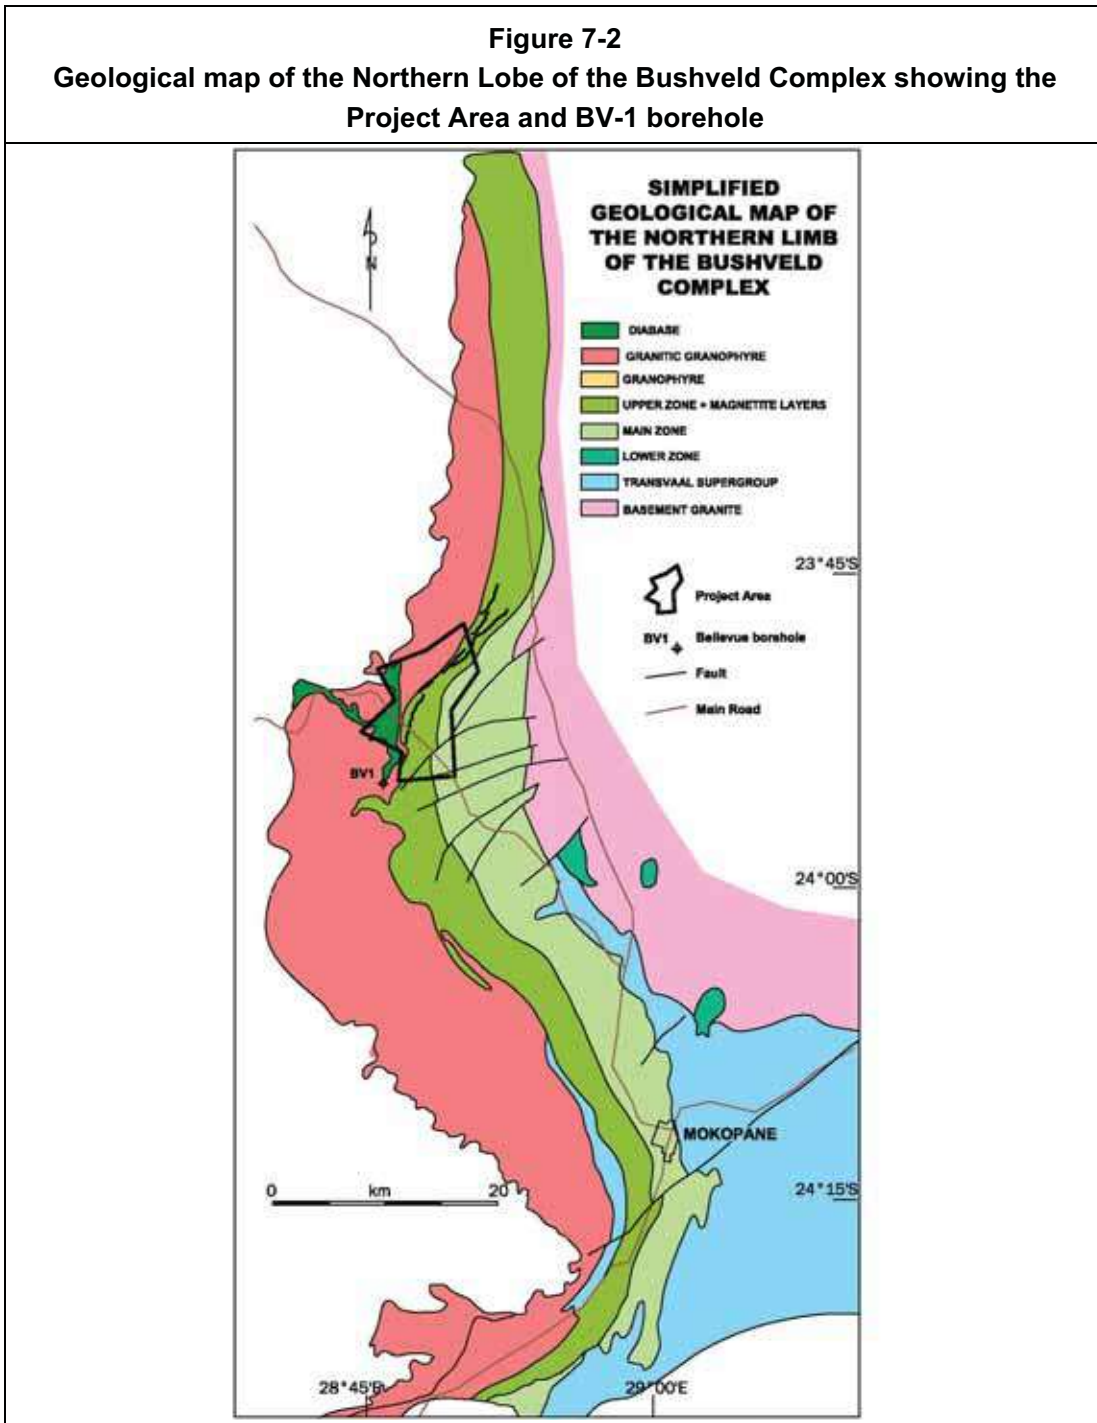 Figure 7-2
Geological map of the Northern Lobe of the Bushveld Complex showing the
Project Area and BV-1 borehole
SIMPLIFIED
GEOLOGICAL MAP OF
THE NORTHERN LIMB
OF THE BUSHVELD
COMPLEX
N
DIABASE
GRANITIC GRANOPHYRE
GRANOPHYRE
UPPER ZONE + MAGNETITE LAYERS
MAIN ZONE
LOWER ZONE
TRANSVAAL SUPERGROUP
BASEMENT GRANITE
23°45'S
Project Area
BV1 Bellevue borehole
Fault
Main Road
BV1
24°00'S
MOKOPANE
0 km 20
24°15'S
28°45'E 29°00'E